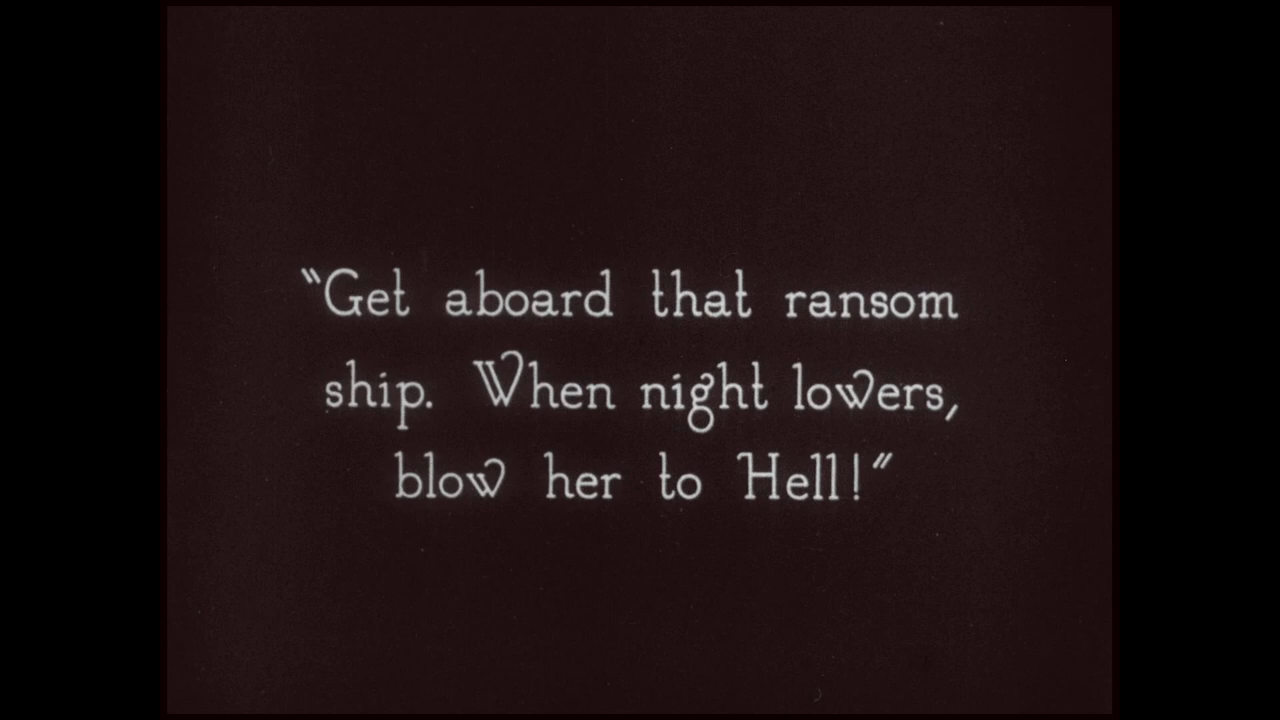 "Get aboard that ransom
ship. When night lowers,
blow her to Hell!"